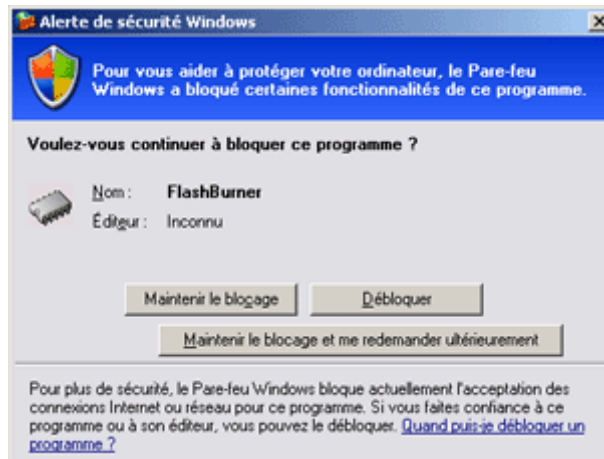 Alerte de sécurité Windows
Pour vous aider à protéger votre ordinateur, le Pare-feu
Windows a bloqué certaines fonctionnalités de ce programme.
Voulez-vous continuer à bloquer ce programme ?
Nom : FlashBurner
Éditeur : Inconnu
Maintenir le blocage Débloquer
Maintenir le blocage et me redemander ultérieurement
Pour plus de sécurité, le Pare-feu Windows bloque actuellement l'acceptation des
connexions Internet ou réseau pour ce programme. Si vous faites confiance à ce
programme ou à son éditeur, vous pouvez le débloquer. Quand puis-je débloquer un
programme ?